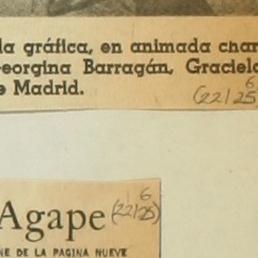 la gráfica, en animada char
eorgina Barragán, Graciel
e Madrid.
6
(22/25
Agape
6
(22/25)
NE DE LA PAGINA NUEVE